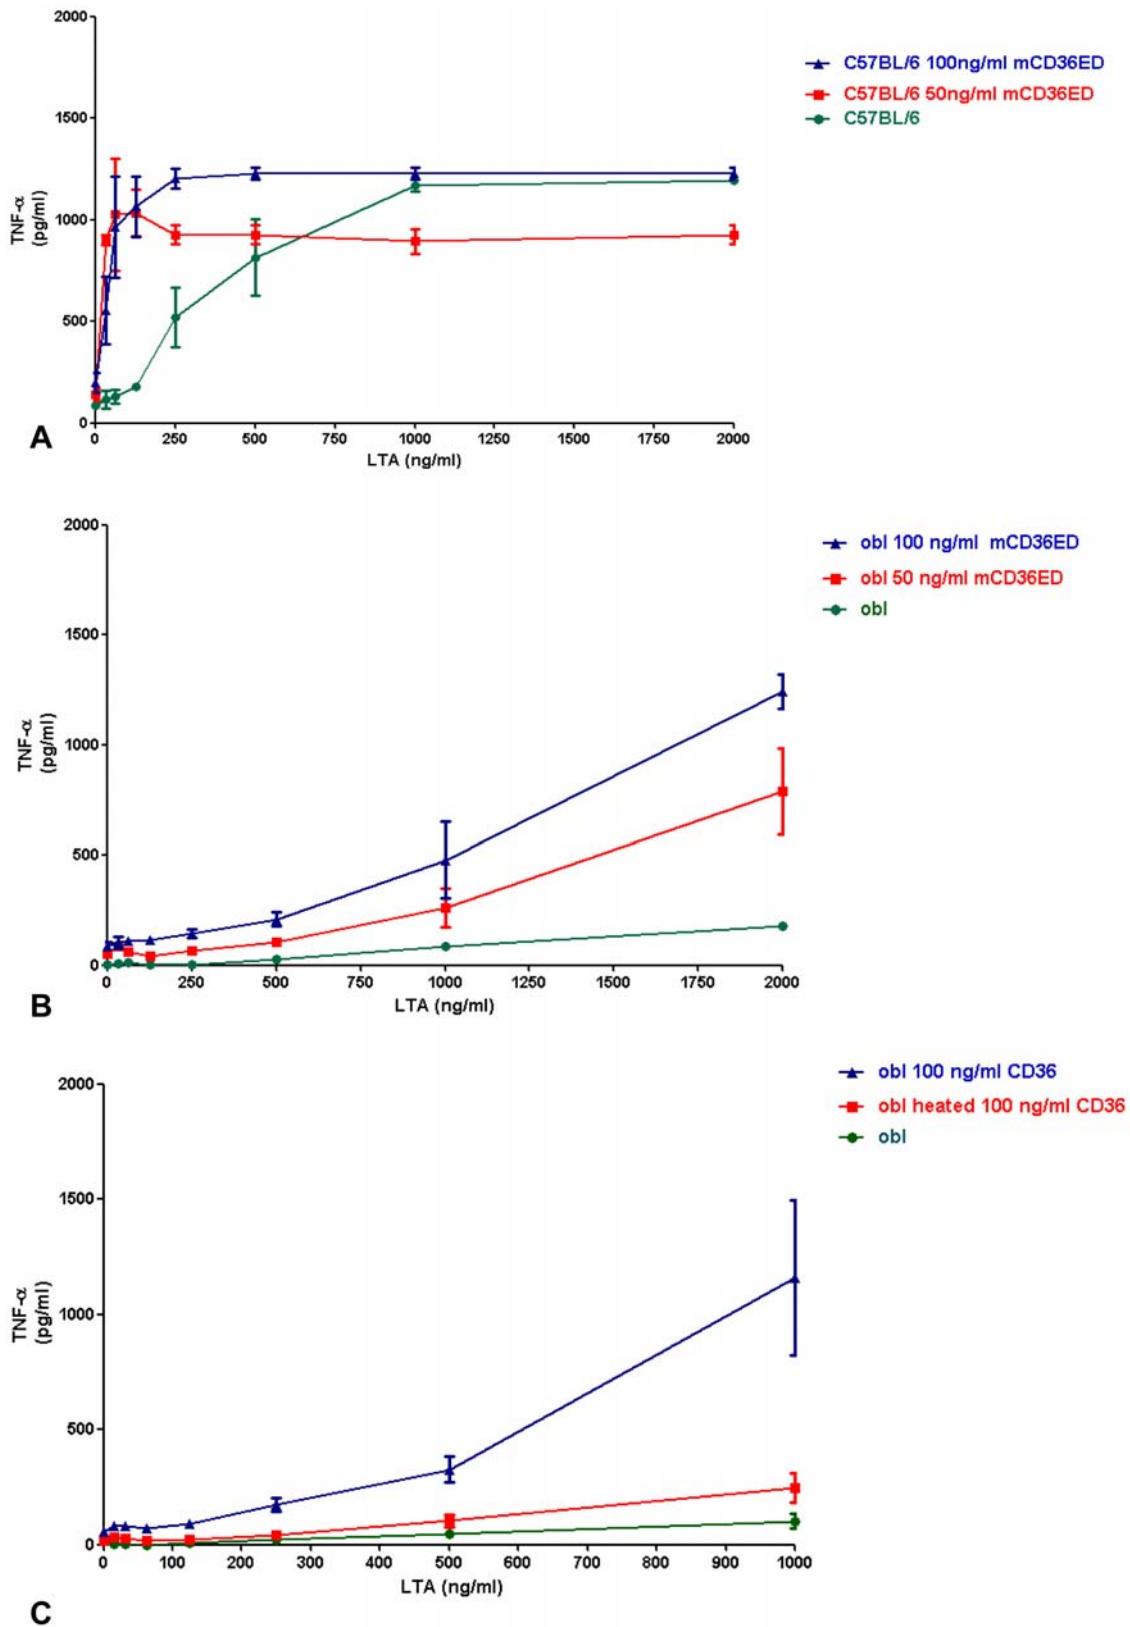 2000
1500
1000
500
0
TNF-α
(pg/ml)
0 250 500 750 1000 1250 1500 1750 2000
LTA (ng/ml)
C57BL/6 100ng/ml mCD36ED
C57BL/6 50ng/ml mCD36ED
C57BL/6
A
2000
1500
1000
500
0
TNF-α
(pg/ml)
0 250 500 750 1000 1250 1500 1750 2000
LTA (ng/ml)
obl 100 ng/ml mCD36ED
obl 50 ng/ml mCD36ED
obl
B
2000
1500
1000
500
0
TNF-α
(pg/ml)
0 100 200 300 400 500 600 700 800 900 1000
LTA (ng/ml)
obl 100 ng/ml CD36
obl heated 100 ng/ml CD36
obl
C